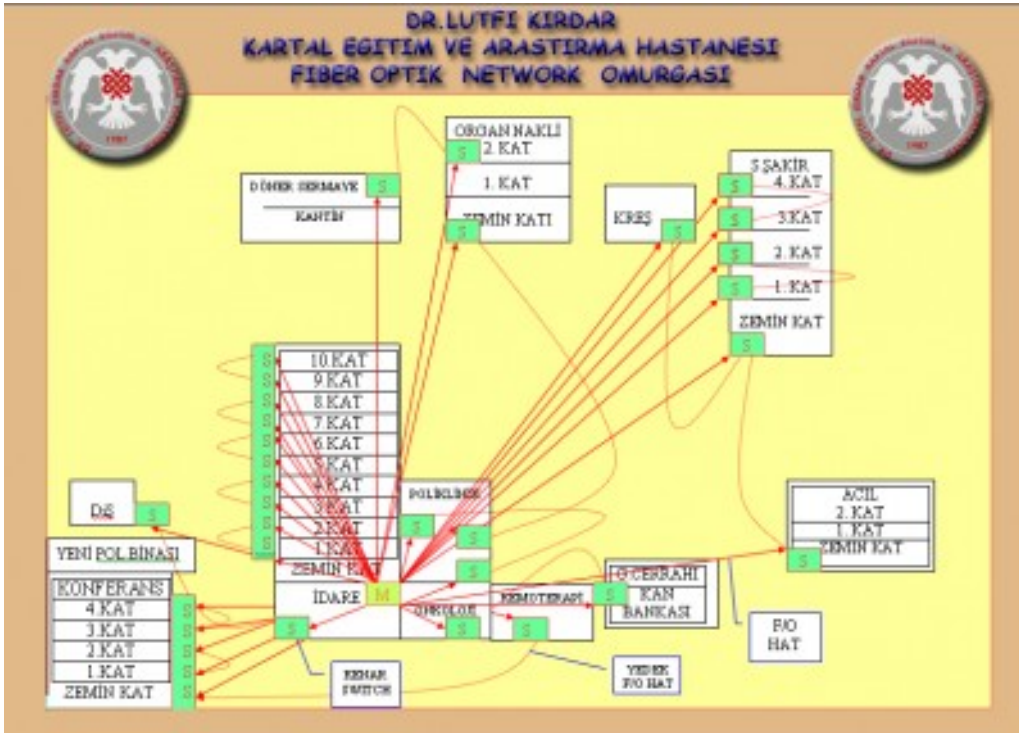 DR.LUTFI KIRDAR
KARTAL EGITIM VE ARASTIRMA HASTANESI
FIBER OPTIK NETWORK OMURGASI
1987
1987
ORGAN NAKLİ
S 2. KAT
1. KAT
ZEMİN KATI
S
DÖNER SERMAYE S
KANTİN
KREŞ S
S.ŞAKİR
S 4. KAT
S 3.KAT
S 2. KAT
S 1. KAT
ZEMİN KAT
S
S 10.KAT
S 9.KAT
S 8.KAT
S 7.KAT
S 6.KAT
S 5.KAT
S 4.KAT
S 3.KAT
S 2.KAT
S 1.KAT
ZEMİN KAT
İDARE M
S
POLİKLİNİK
S
S
S
ONKOLOJİ
S
KEMOTERAPİ
S
DİŞ S
YENİ POL.BİNASI
KONFERANS
4. KAT S
3. KAT S
2. KAT S
1.KAT S
ZEMİN KAT S
KENAR
SWITCH
YEDEK
F/O HAT
F/O
HAT
CERRAHİ
S KAN
BANKASI
ACİL
2. KAT
1. KAT
ZEMİN KAT
S